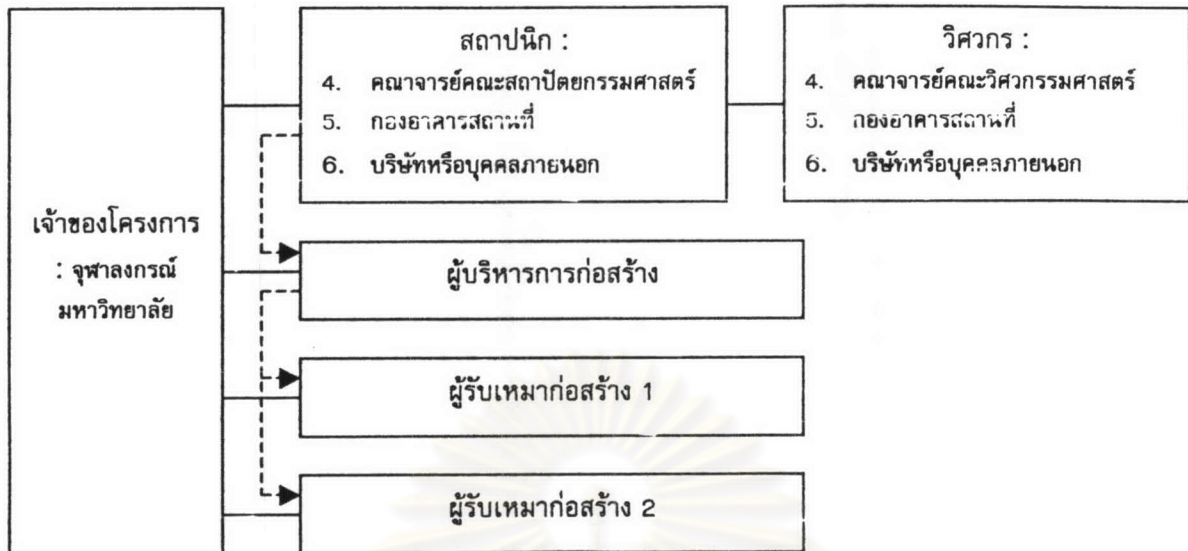 สถาปนิก :
4. คณาจารย์คณะสถาปัตยกรรมศาสตร์
5. กองอาคารสถานที่
6. บริษัทหรือบุคคลภายนอก
วิศวกร :
4. คณาจารย์คณะวิศวกรรมศาสตร์
5. กองอาคารสถานที่
6. บริษัทหรือบุคคลภายนอก
เจ้าของโครงการ
: จุฬาลงกรณ์
มหาวิทยาลัย
ผู้บริหารการก่อสร้าง
ผู้รับเหมาก่อสร้าง 1
ผู้รับเหมาก่อสร้าง 2